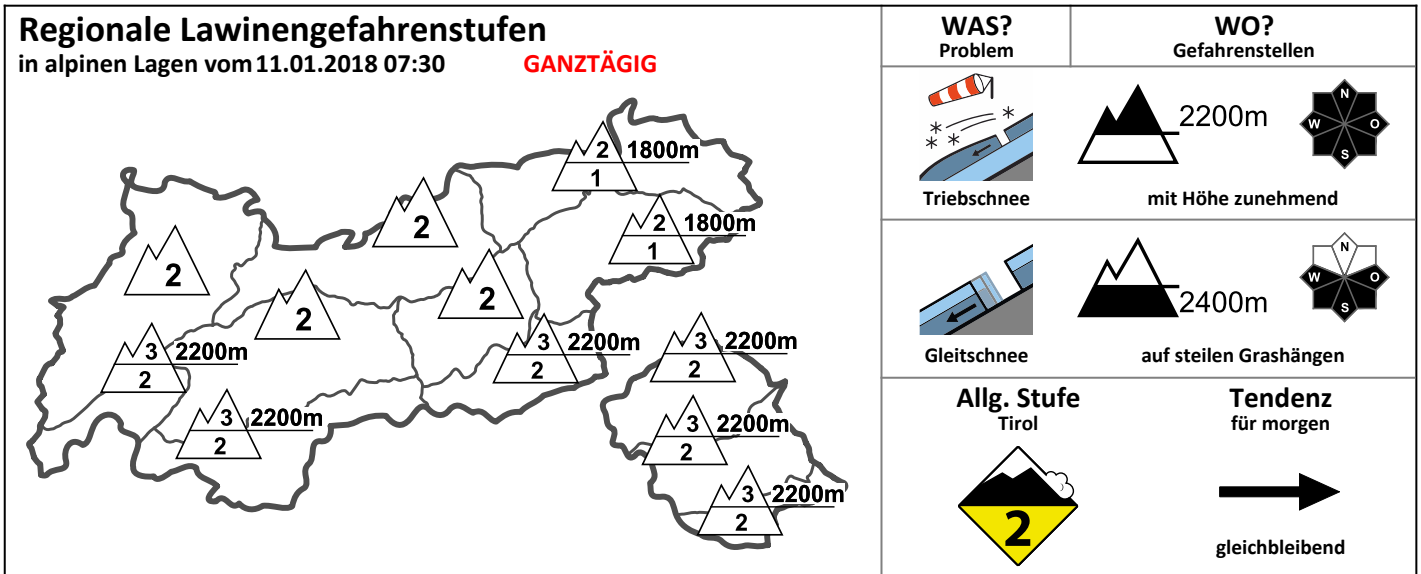 Regionale Lawinengefahrenstufen
in alpinen Lagen vom 11.01.2018 07:30 GANZTÄGIG
2 1800m
1
2 1800m
1
2
2
2
2
3 2200m
2
3 2200m
2
3 2200m
2
3 2200m
2
3 2200m
2
3 2200m
2
WAS?
Problem
WO?
Gefahrenstellen
2200m
N
W O
S
Triebschnee
mit Höhe zunehmend
2400m
N
W O
S
Gleitschnee
auf steilen Grashängen
Allg. Stufe
Tirol
2
Tendenz
für morgen
gleichbleibend